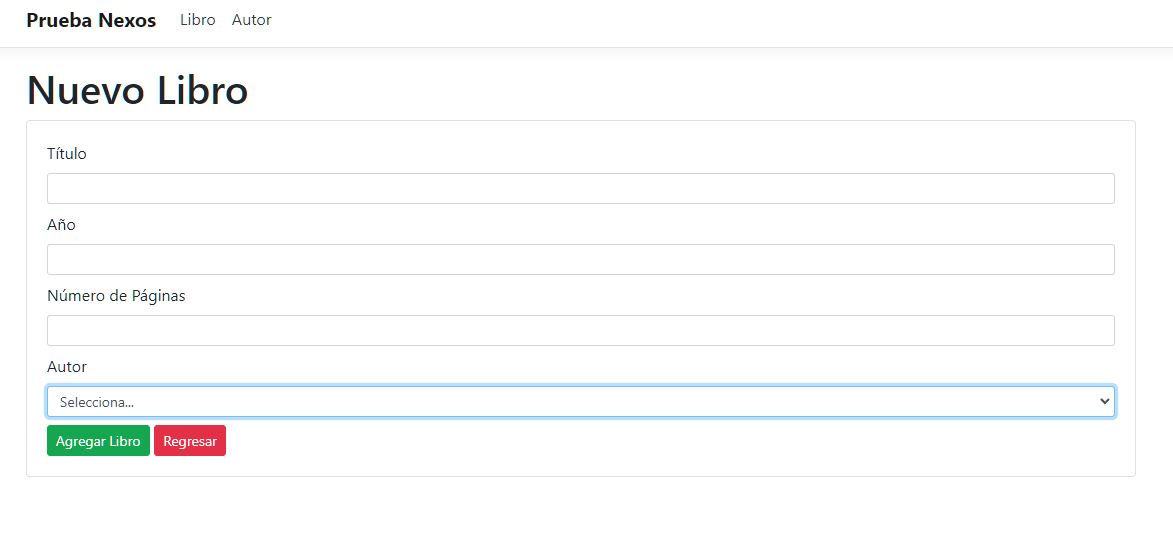 Prueba Nexos Libro Autor
Nuevo Libro
Título
Año
Número de Páginas
Autor
Selecciona...
Agregar Libro Regresar